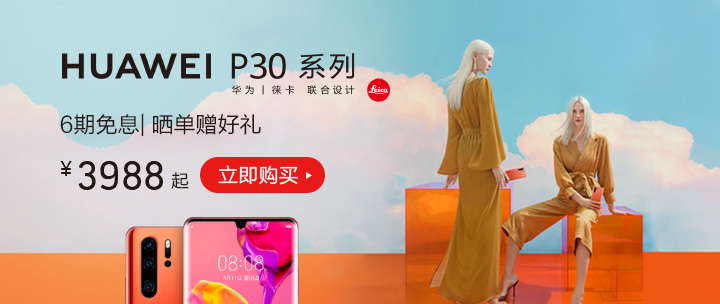 HUAWEI P30 系列
华为 | 徕卡 联合设计
Leica
6期免息| 晒单赠好礼
¥3988起
立即购买
08:08